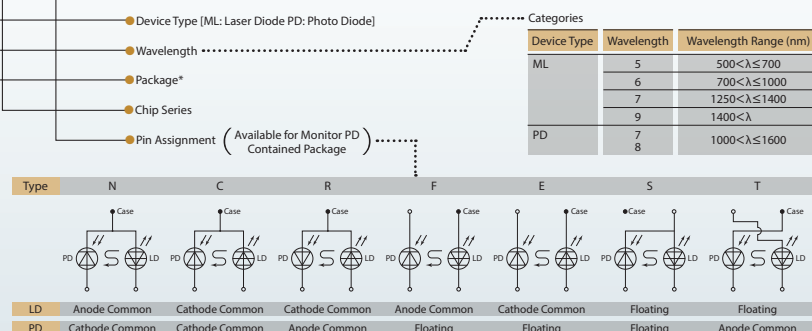 Device Type [ML: Laser Diode PD: Photo Diode]
Wavelength
Package*
Chip Series
Pin Assignment (Available for Monitor PD
Contained Package)
Categories
Device Type Wavelength Wavelength Range (nm)
ML 5 500<λ≤700
6 700<λ≤1000
7 1250<λ≤1400
9 1400<λ
PD 7 1000<λ≤1600
8
Type N C R F E S T
Case Case Case Case Case Case Case
PD LD PD LD PD LD PD LD PD LD PD LD PD LD
LD Anode Common Cathode Common Cathode Common Anode Common Cathode Common Floating Floating
PD Cathode Common Cathode Common Anode Common Floating Floating Floating Anode Common